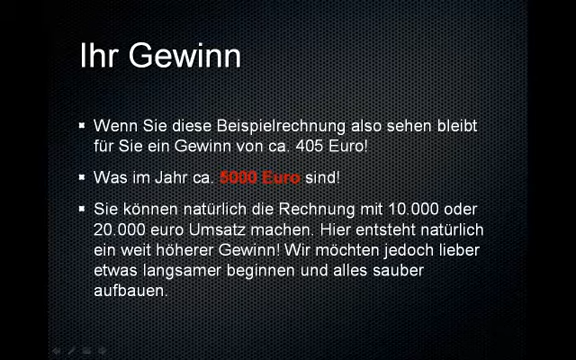 Ihr Gewinn
Wenn Sie diese Beispielrechnung also sehen bleibt
für Sie ein Gewinn von ca. 405 Euro!
Was im Jahr ca. 5000 Euro sind!
Sie können natürlich die Rechnung mit 10.000 oder
20.000 euro Umsatz machen. Hier entsteht natürlich
ein weit höherer Gewinn! Wir möchten jedoch lieber
etwas langsamer beginnen und alles sauber
aufbauen.